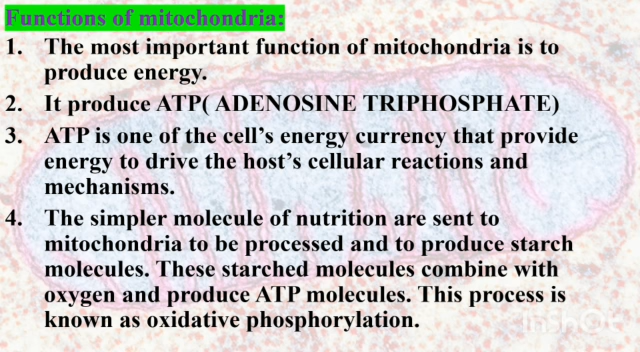 Functions of mitochondria:
1. The most important function of mitochondria is to
produce energy.
2. It produce ATP( ADENOSINE TRIPHOSPHATE)
3. ATP is one of the cell's energy currency that provide
energy to drive the host's cellular reactions and
mechanisms.
4. The simpler molecule of nutrition are sent to
mitochondria to be processed and to produce starch
molecules. These starched molecules combine with
oxygen and produce ATP molecules. This process is
known as oxidative phosphorylation.
InShOt